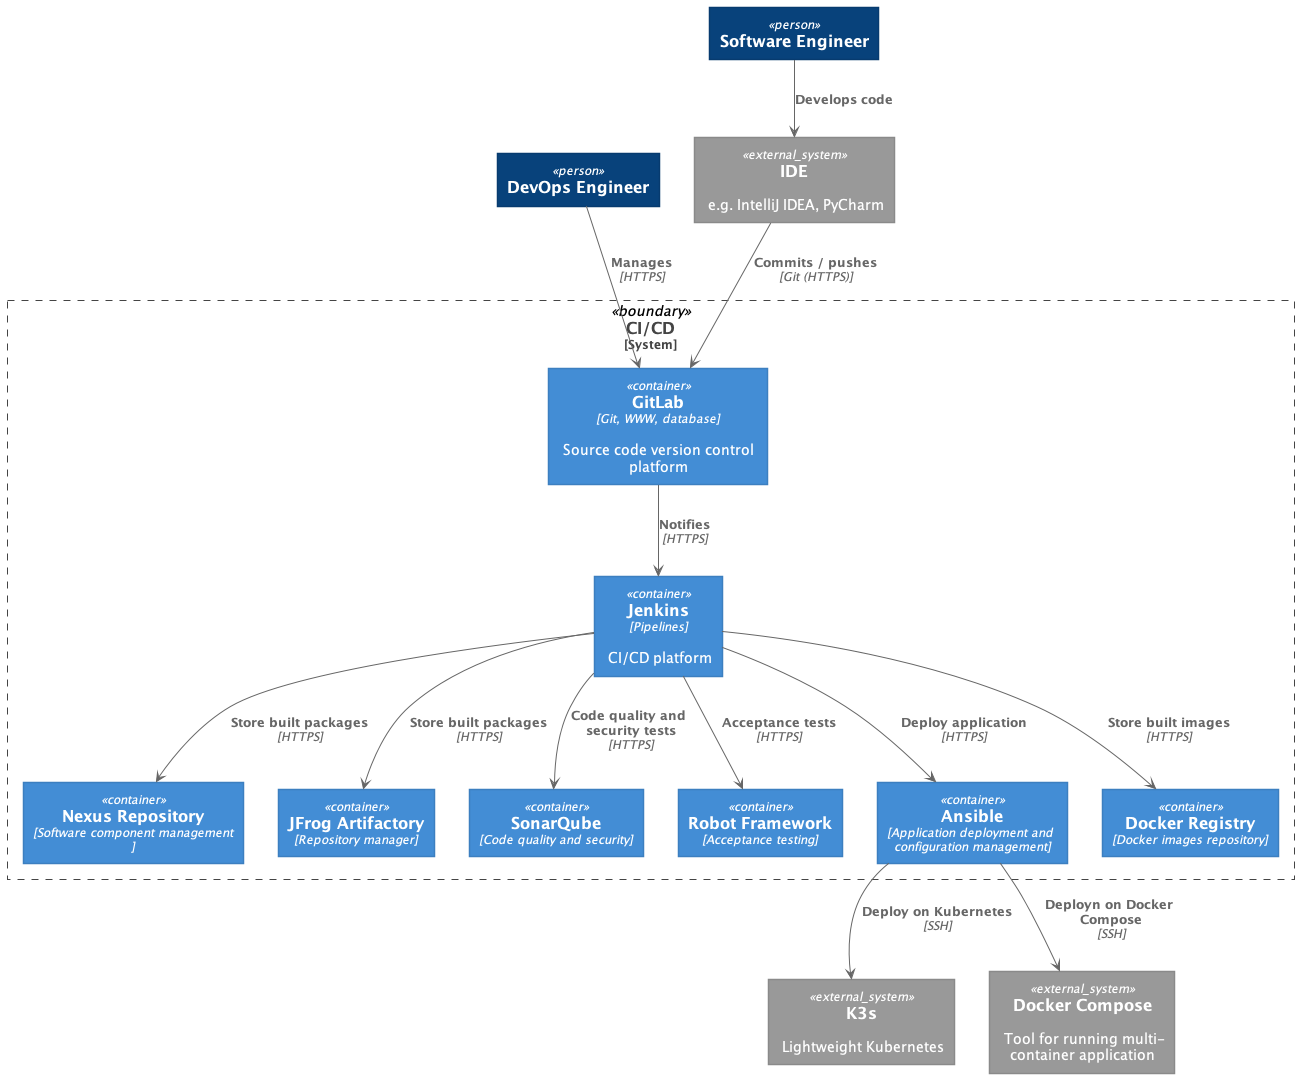 «person»
Software Engineer
Develops code
«external_system»
IDE
e.g. IntelliJ IDEA, PyCharm
«person»
DevOps Engineer
Manages
[HTTPS]
Commits / pushes
[Git (HTTPS)]
«boundary»
CI/CD
[System]
«container»
GitLab
[Git, WWW, database]
Source code version control
platform
Notifies
[HTTPS]
«container»
Jenkins
[Pipelines]
CI/CD platform
Store built packages
[HTTPS]
Store built packages
[HTTPS]
Code quality and
security tests
[HTTPS]
Acceptance tests
[HTTPS]
Deploy application
[HTTPS]
Store built images
[HTTPS]
«container»
Nexus Repository
[Software component management
]
«container»
JFrog Artifactory
[Repository manager]
«container»
SonarQube
[Code quality and security]
«container»
Robot Framework
[Acceptance testing]
«container»
Ansible
[Application deployment and
configuration management]
«container»
Docker Registry
[Docker images repository]
Deploy on Kubernetes
[SSH]
Deployn on Docker
Compose
[SSH]
«external_system»
K3s
Lightweight Kubernetes
«external_system»
Docker Compose
Tool for running multi-
container application